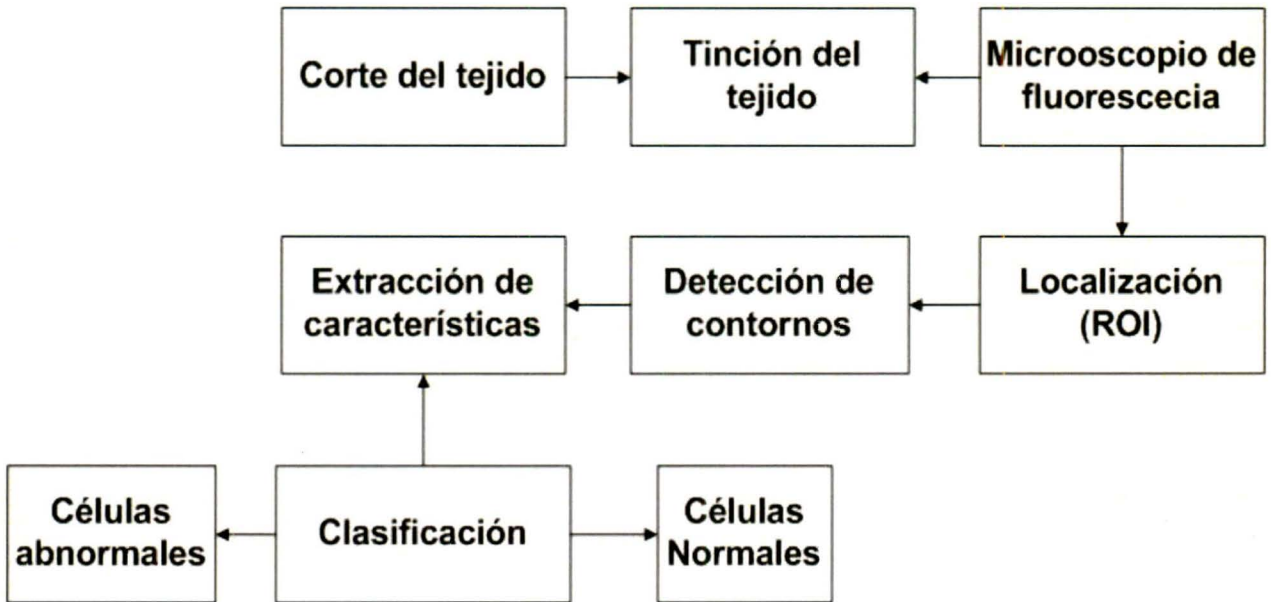 Corte del tejido
Tinción del
tejido
Microoscopio de
fluorescecia
Extracción de
características
Detección de
contornos
Localización
(ROI)
Células
abnormales
Clasificación
Células
Normales